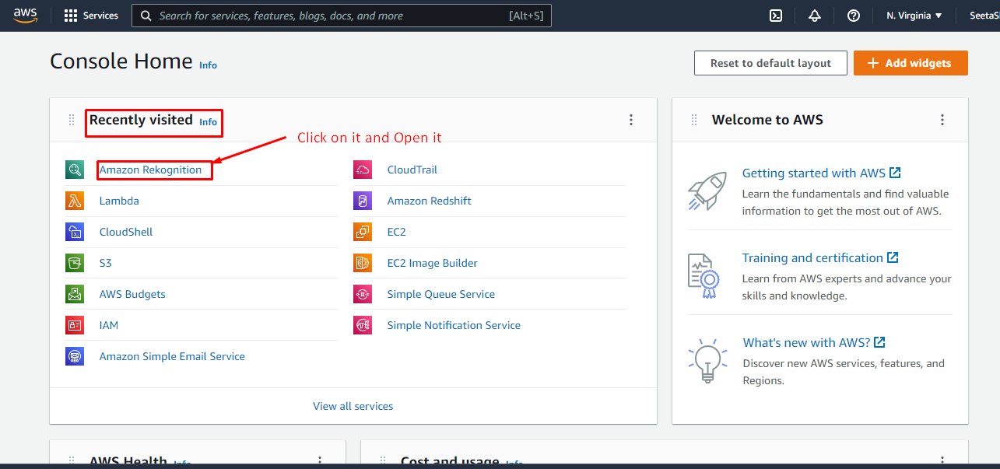 aws Services Search for services, features, blogs, docs, and more [Alt+S] N. Virginia
Console Home Info
Reset to default layout
Add widgets
Recently visited Info
Click on it and Open it
Amazon Rekognition
Lambda
CloudShell
S3
AWS Budgets
IAM
Amazon Simple Email Service
CloudTrail
Amazon Redshift
EC2
EC2 Image Builder
Simple Queue Service
Simple Notification Service
View all services
Welcome to AWS
Getting started with AWS
Learn the fundamentals and find valuable
information to get the most out of AWS.
Training and certification
Learn from AWS experts and advance your
skills and knowledge.
What's new with AWS?
Discover new AWS services, features, and
Regions.
AWS Health Info
Cost and usage Info